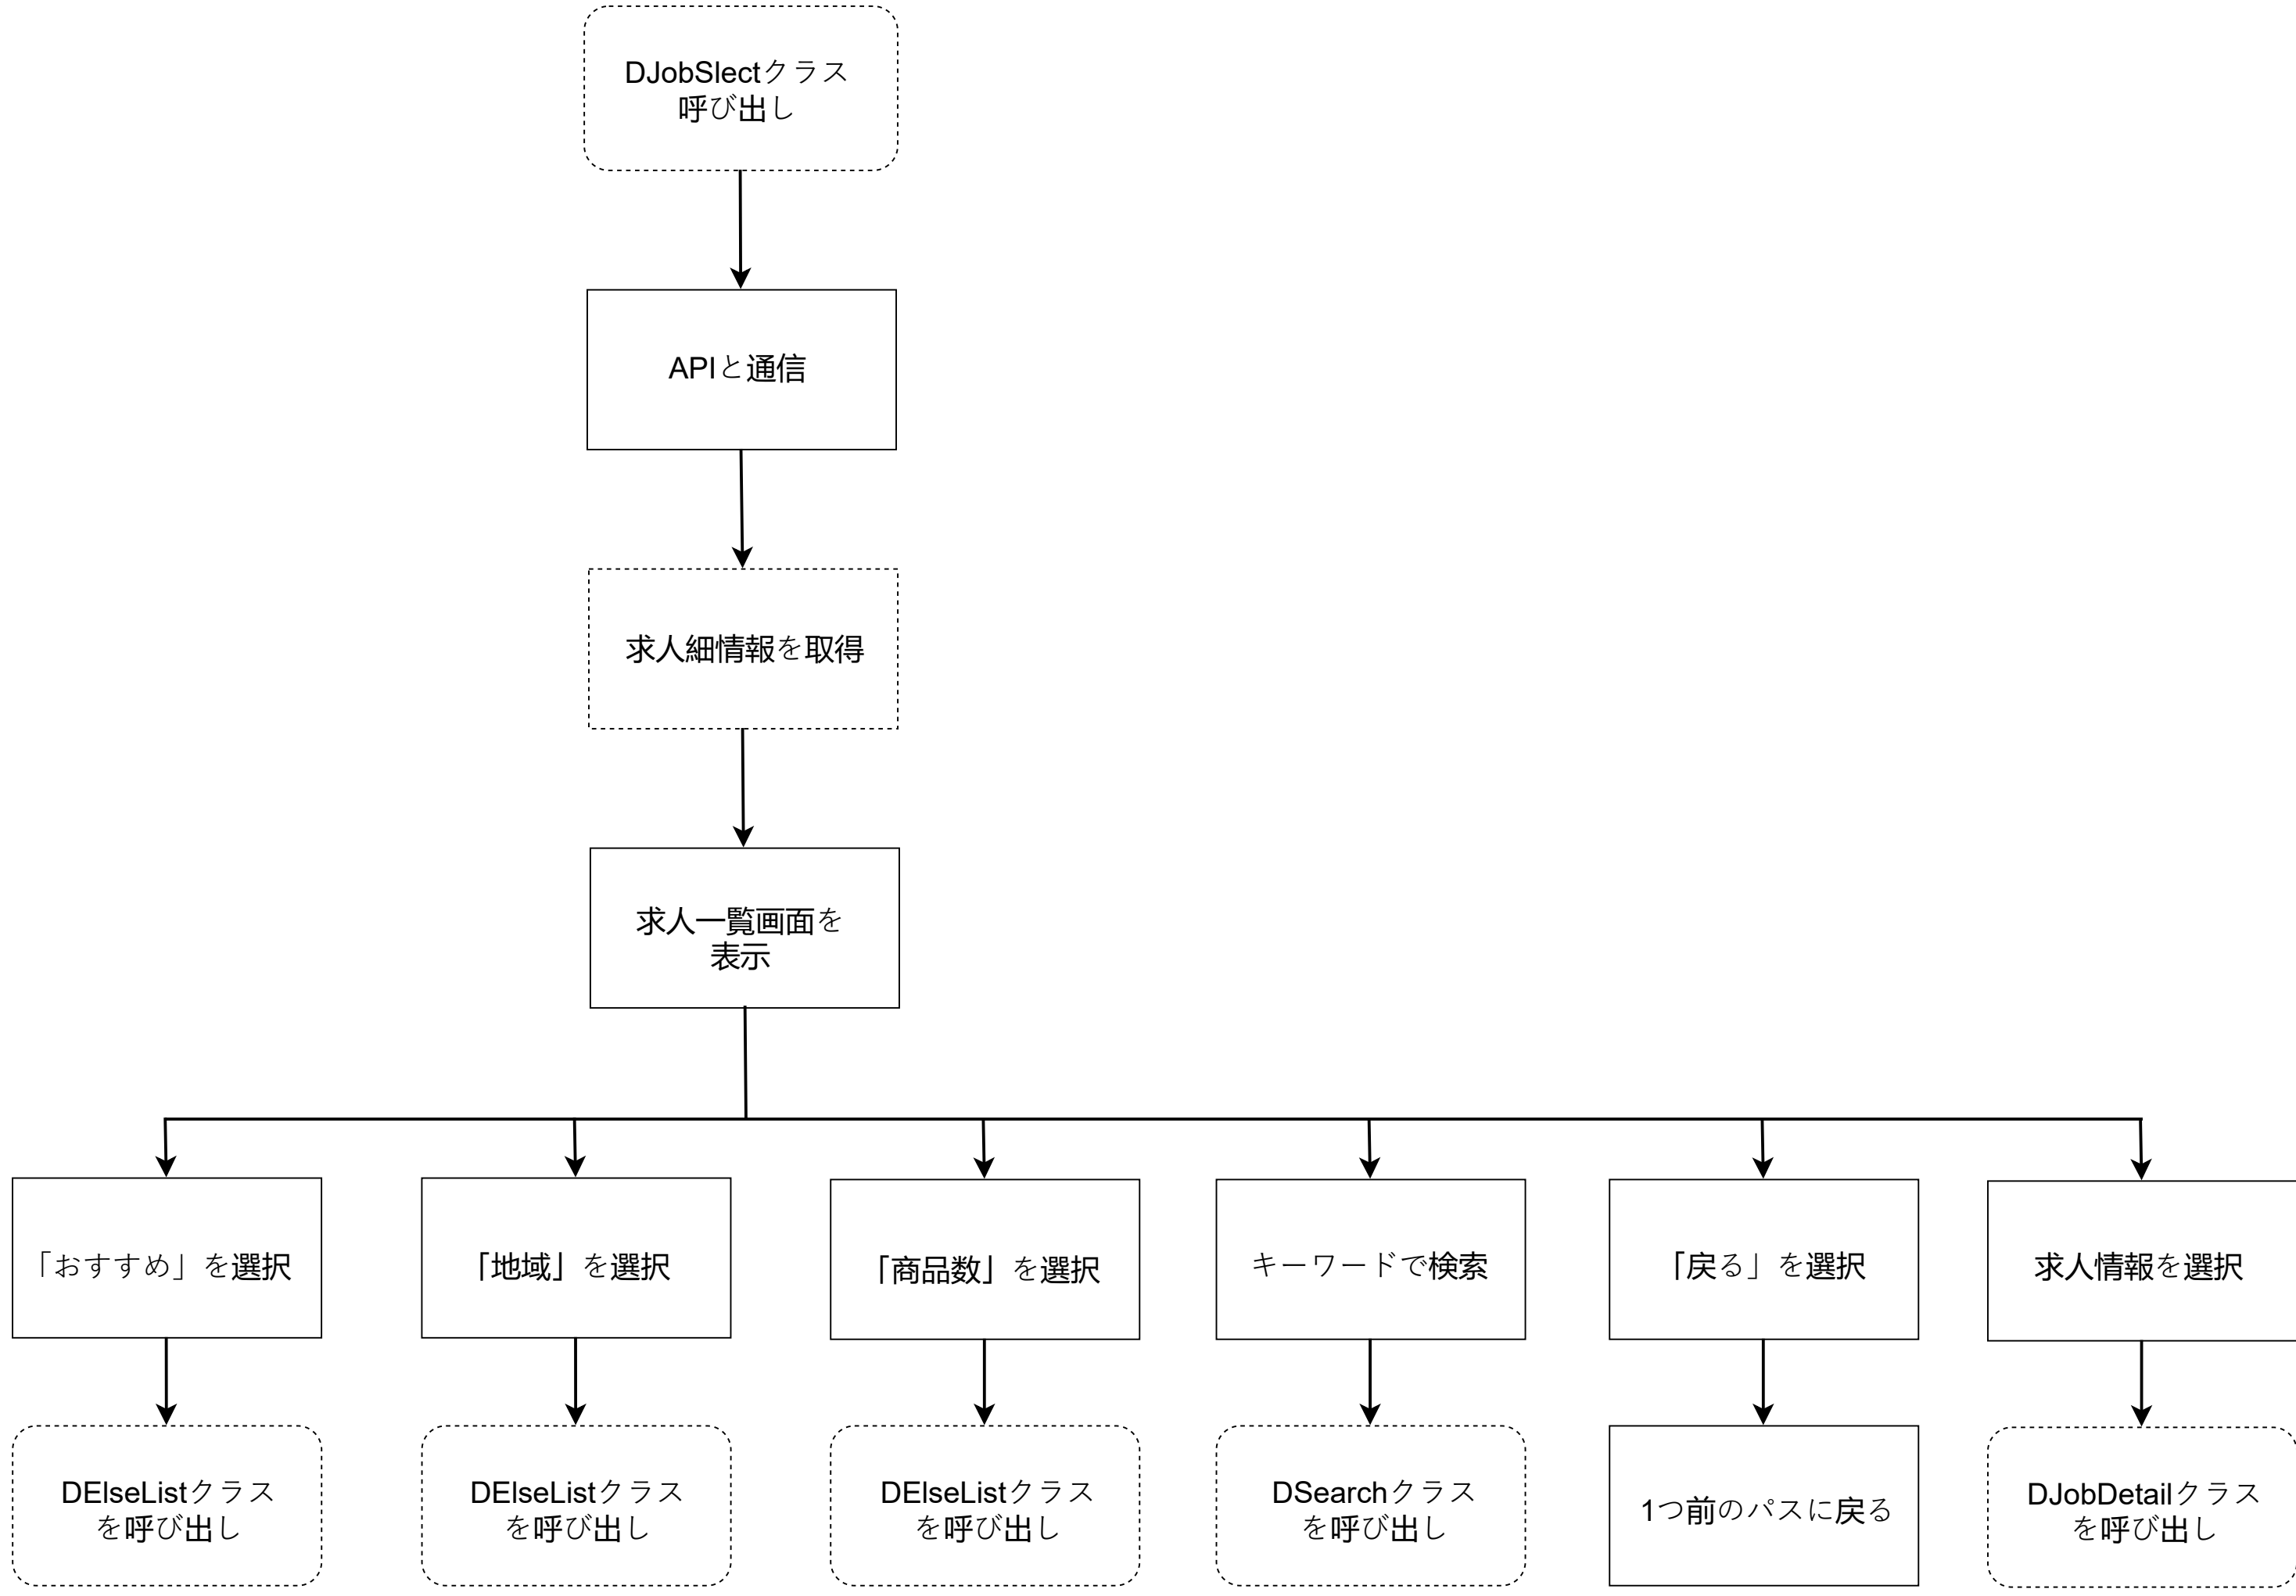 DJobSlectクラス
呼び出し
APIと通信
求人細情報を取得
求人一覧画面を
表示
「おすすめ」を選択
「地域」を選択
「商品数」を選択
キーワードで検索
「戻る」を選択
求人情報を選択
DElseListクラス
を呼び出し
DElseListクラス
を呼び出し
DElseListクラス
を呼び出し
DSearchクラス
を呼び出し
1つ前のパスに戻る
DJobDetailクラス
を呼び出し